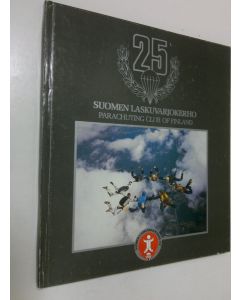 25
SUOMEN LASKUVARJOKERHO
PARACHUTING CLUB OF FINLAND